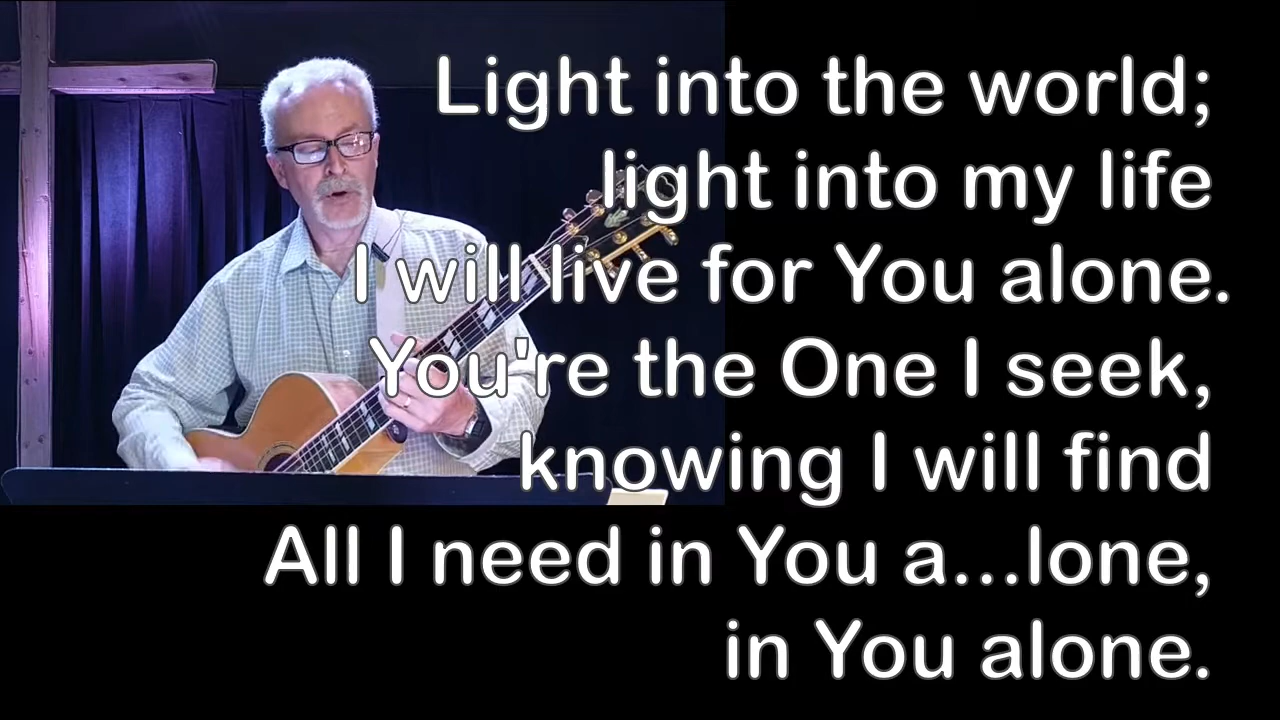 Light into the world;
light into my life
I will live for You alone.
You're the One I seek,
knowing I will find
All I need in You a...lone,
in You alone.